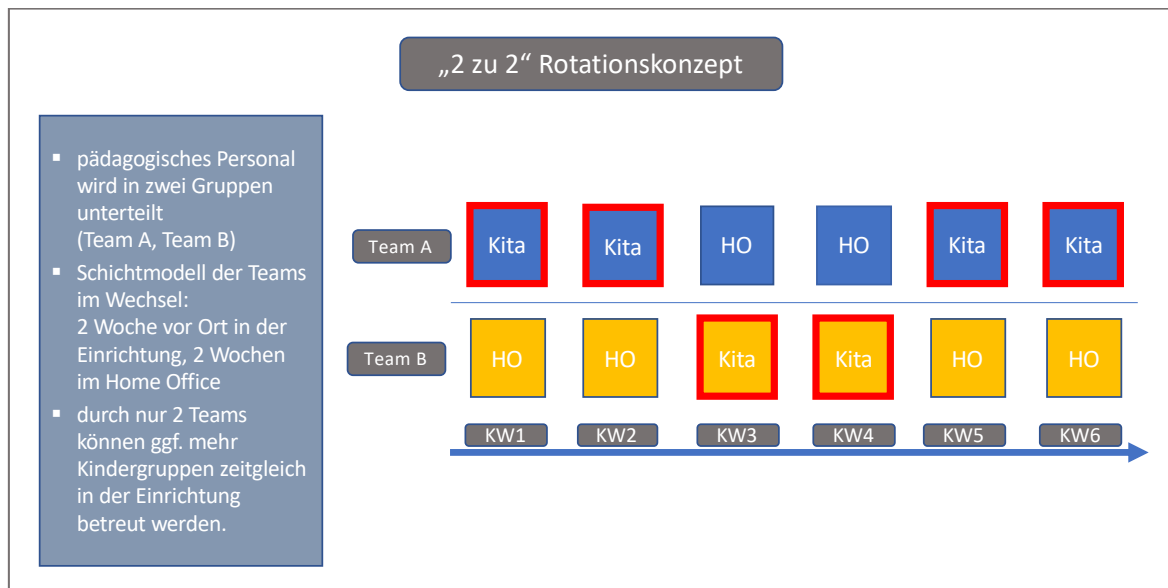 „2 zu 2“ Rotationskonzept
▪ pädagogisches Personal
wird in zwei Gruppen
unterteilt
(Team A, Team B)
▪ Schichtmodell der Teams
im Wechsel:
2 Woche vor Ort in der
Einrichtung, 2 Wochen
im Home Office
▪ durch nur 2 Teams
können ggf. mehr
Kindergruppen zeitgleich
in der Einrichtung
betreut werden.
Team A Kita Kita HO HO Kita Kita
Team B HO HO Kita Kita HO HO
KW1 KW2 KW3 KW4 KW5 KW6